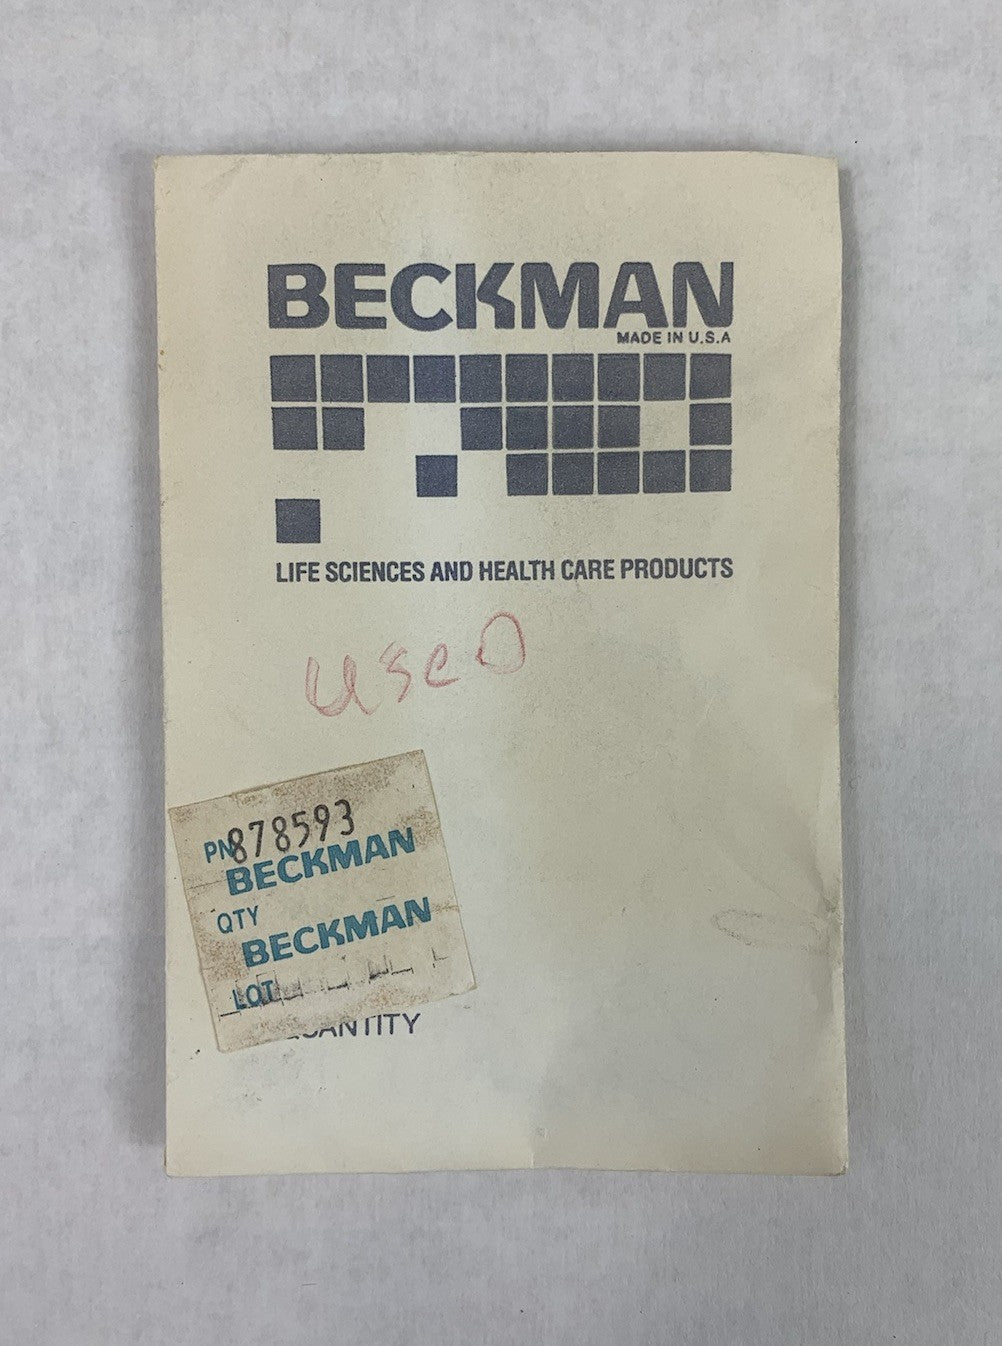 BECKMAN
MADE IN U.S.A
LIFE SCIENCES AND HEALTH CARE PRODUCTS
useD
PN 878593
BECKMAN
QTY
BECKMAN
LOT
QUANTITY